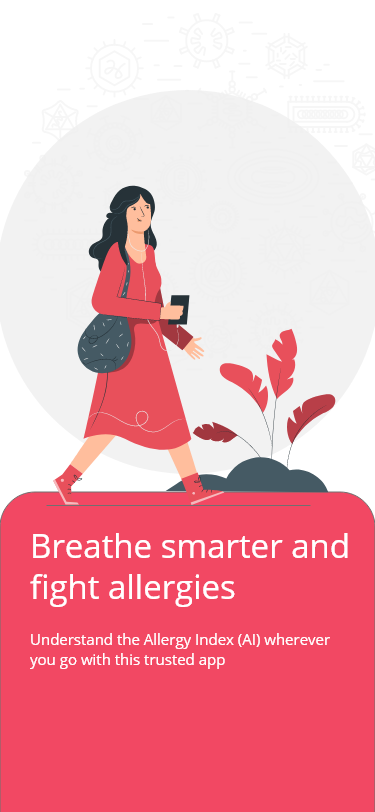 Breathe smarter and
fight allergies
Understand the Allergy Index (AI) wherever
you go with this trusted app